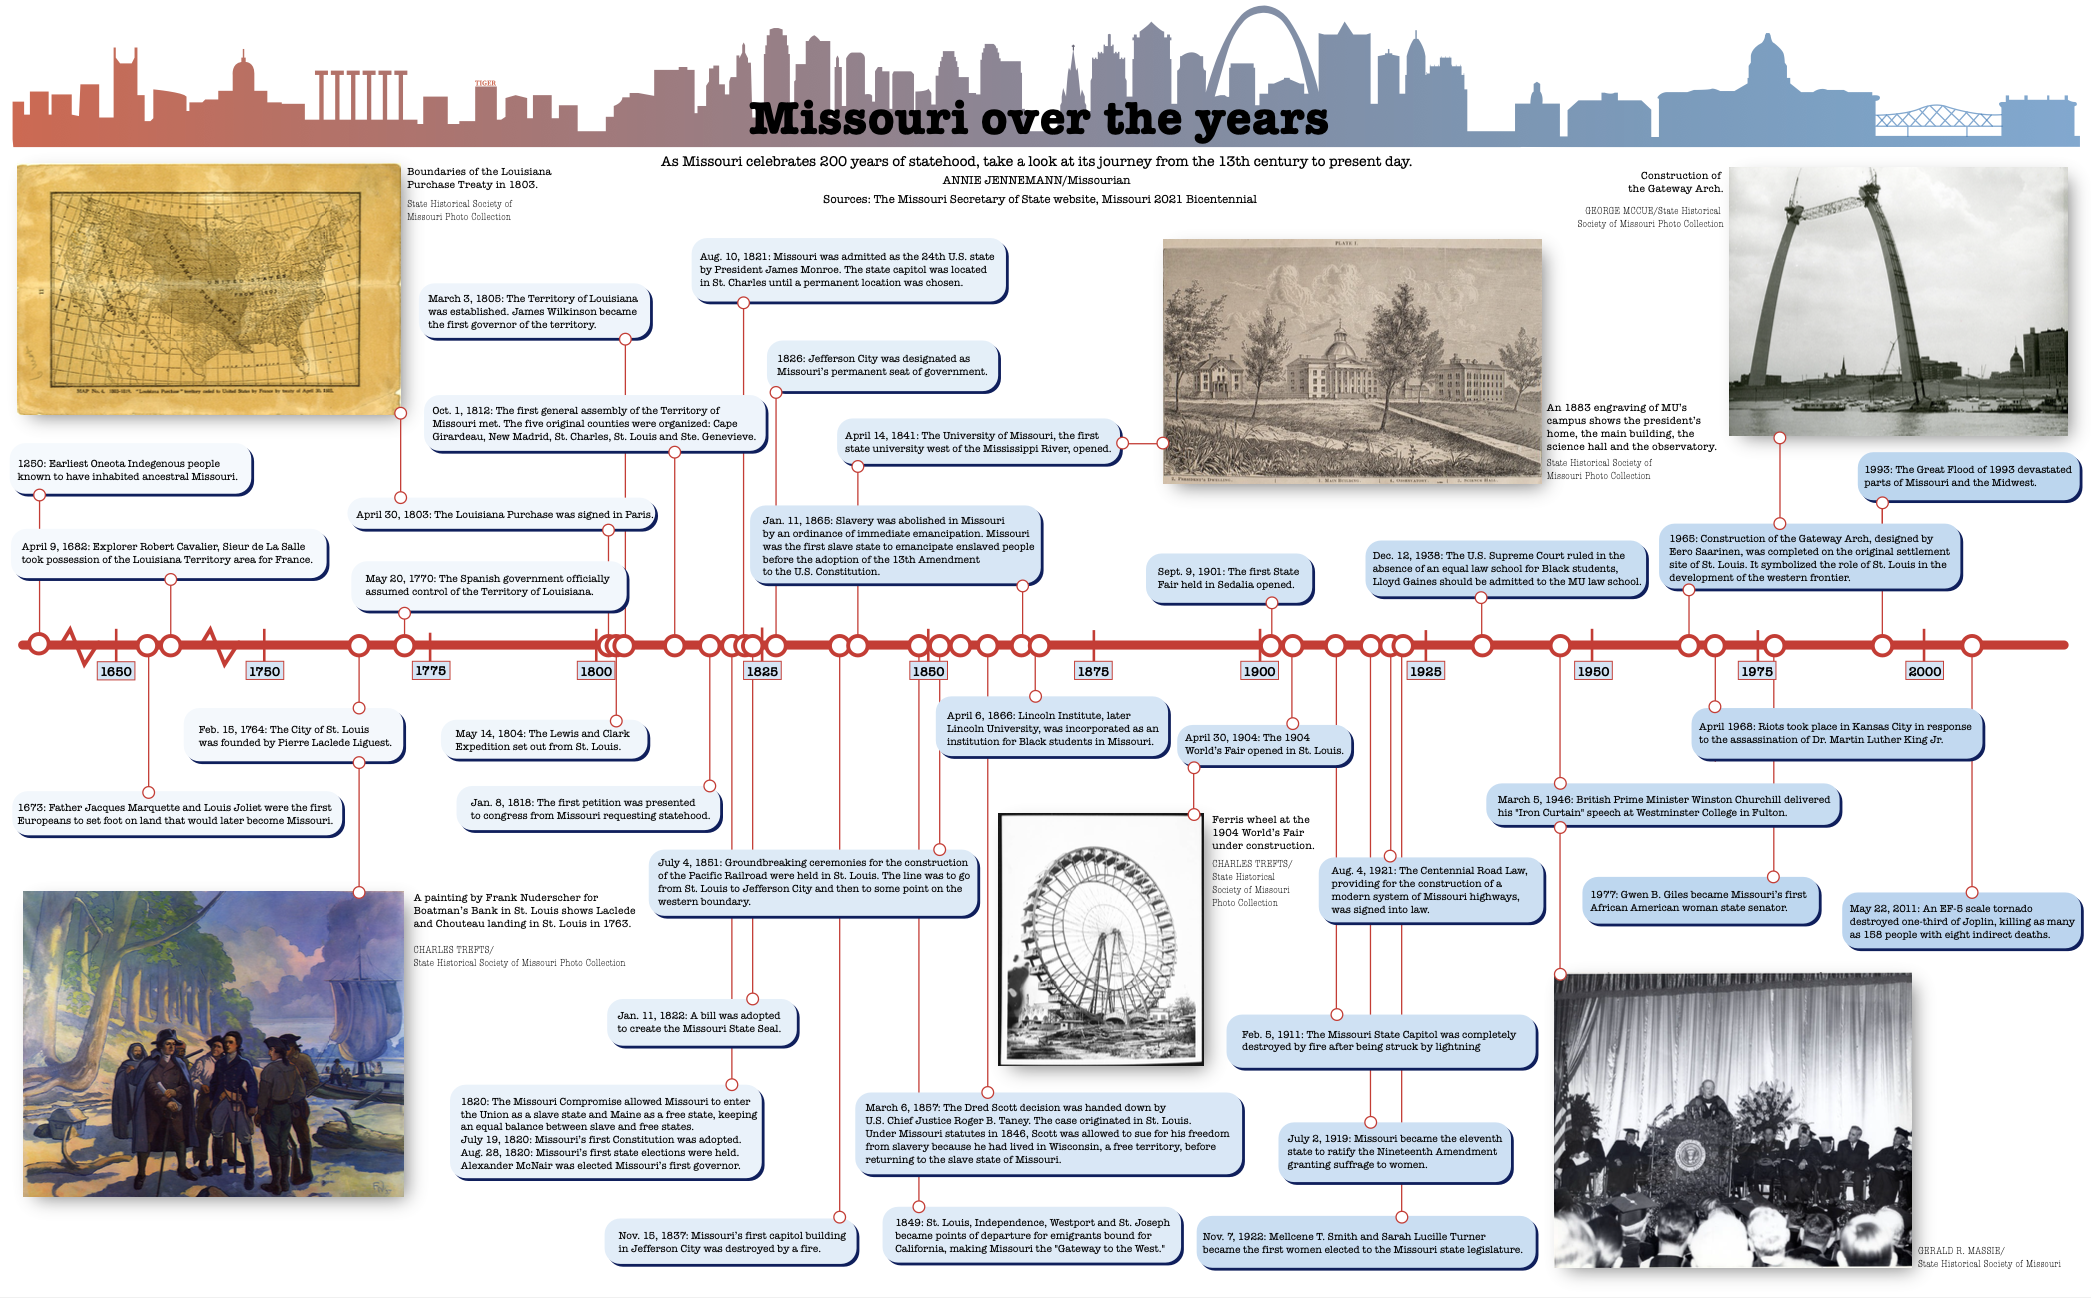 TIGER
Missouri over the years
As Missouri celebrates 200 years of statehood, take a look at its journey from the 13th century to present day.
ANNIE JENNEMANN/Missourian
Sources: The Missouri Secretary of State website, Missouri 2021 Bicentennial
Boundaries of the Louisiana
Purchase Treaty in 1803.
State Historical Society of
Missouri Photo Collection
UNITED
Construction of
the Gateway Arch.
GEORGE MCCUE/State Historical
Society of Missouri Photo Collection
PLATE I.
An 1883 engraving of MU's
campus shows the president's
home, the main building, the
science hall and the observatory.
State Historical Society of
Missouri Photo Collection
Aug. 10, 1821: Missouri was admitted as the 24th U.S. state
by President James Monroe. The state capitol was located
in St. Charles until a permanent location was chosen.
March 3, 1805: The Territory of Louisiana
was established. James Wilkinson became
the first governor of the territory.
1826: Jefferson City was designated as
Missouri's permanent seat of government.
Oct. 1, 1812: The first general assembly of the Territory of
Missouri met. The five original counties were organized: Cape
Girardeau, New Madrid, St. Charles, St. Louis and Ste. Genevieve.
April 14, 1841: The University of Missouri, the first
state university west of the Mississippi River, opened.
1250: Earliest Oneota Indegenous people
known to have inhabited ancestral Missouri.
1993: The Great Flood of 1993 devastated
parts of Missouri and the Midwest.
April 30, 1803: The Louisiana Purchase was signed in Paris.
Jan. 11, 1865: Slavery was abolished in Missouri
by an ordinance of immediate emancipation. Missouri
was the first slave state to emancipate enslaved people
before the adoption of the 13th Amendment
to the U.S. Constitution.
April 9, 1682: Explorer Robert Cavalier, Sieur de La Salle
took possession of the Louisiana Territory area for France.
May 20, 1770: The Spanish government officially
assumed control of the Territory of Louisiana.
Sept. 9, 1901: The first State
Fair held in Sedalia opened.
Dec. 12, 1938: The U.S. Supreme Court ruled in the
absence of an equal law school for Black students,
Lloyd Gaines should be admitted to the MU law school.
1965: Construction of the Gateway Arch, designed by
Eero Saarinen, was completed on the original settlement
site of St. Louis. It symbolized the role of St. Louis in the
development of the western frontier.
1650
1750
1775
1800
1825
1850
1875
1900
1925
1950
1975
2000
Feb. 15, 1764: The City of St. Louis
was founded by Pierre Laclede Liguest.
May 14, 1804: The Lewis and Clark
Expedition set out from St. Louis.
April 6, 1866: Lincoln Institute, later
Lincoln University, was incorporated as an
institution for Black students in Missouri.
April 30, 1904: The 1904
World's Fair opened in St. Louis.
April 1968: Riots took place in Kansas City in response
to the assassination of Dr. Martin Luther King Jr.
1673: Father Jacques Marquette and Louis Joliet were the first
Europeans to set foot on land that would later become Missouri.
Jan. 8, 1818: The first petition was presented
to congress from Missouri requesting statehood.
March 5, 1946: British Prime Minister Winston Churchill delivered
his "Iron Curtain" speech at Westminster College in Fulton.
July 4, 1851: Groundbreaking ceremonies for the construction
of the Pacific Railroad were held in St. Louis. The line was to go
from St. Louis to Jefferson City and then to some point on the
western boundary.
Ferris wheel at the
1904 World's Fair
under construction.
CHARLES TREFTS/
State Historical
Society of Missouri
Photo Collection
Aug. 4, 1921: The Centennial Road Law,
providing for the construction of a
modern system of Missouri highways,
was signed into law.
1977: Gwen B. Giles became Missouri's first
African American woman state senator.
May 22, 2011: An EF-5 scale tornado
destroyed one-third of Joplin, killing as many
as 158 people with eight indirect deaths.
A painting by Frank Nuderscher for
Boatman's Bank in St. Louis shows Laclede
and Chouteau landing in St. Louis in 1763.
CHARLES TREFTS/
State Historical Society of Missouri Photo Collection
Jan. 11, 1822: A bill was adopted
to create the Missouri State Seal.
Feb. 5, 1911: The Missouri State Capitol was completely
destroyed by fire after being struck by lightning
1820: The Missouri Compromise allowed Missouri to enter
the Union as a slave state and Maine as a free state, keeping
an equal balance between slave and free states.
July 19, 1820: Missouri's first Constitution was adopted.
Aug. 28, 1820: Missouri's first state elections were held.
Alexander McNair was elected Missouri's first governor.
March 6, 1857: The Dred Scott decision was handed down by
U.S. Chief Justice Roger B. Taney. The case originated in St. Louis.
Under Missouri statutes in 1846, Scott was allowed to sue for his freedom
from slavery because he had lived in Wisconsin, a free territory, before
returning to the slave state of Missouri.
July 2, 1919: Missouri became the eleventh
state to ratify the Nineteenth Amendment
granting suffrage to women.
Nov. 15, 1837: Missouri's first capitol building
in Jefferson City was destroyed by a fire.
1849: St. Louis, Independence, Westport and St. Joseph
became points of departure for emigrants bound for
California, making Missouri the "Gateway to the West."
Nov. 7, 1922: Mellcene T. Smith and Sarah Lucille Turner
became the first women elected to the Missouri state legislature.
GERALD R. MASSIE/
State Historical Society of Missouri